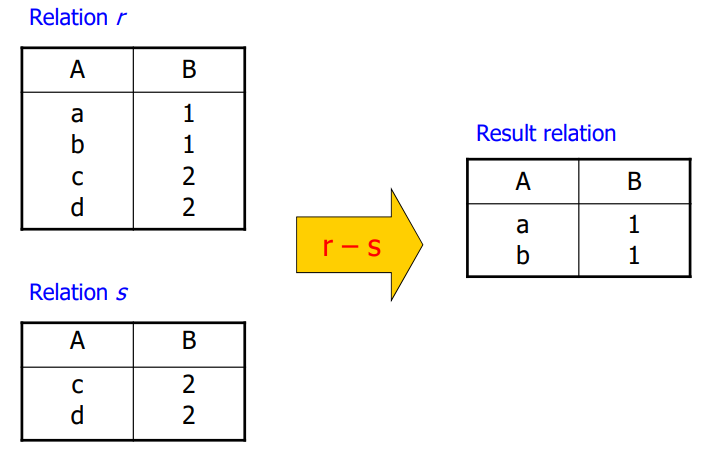 Relation r
A B
a 1
b 1
c 2
d 2
r – s
Result relation
A B
a 1
b 1
Relation s
A B
c 2
d 2